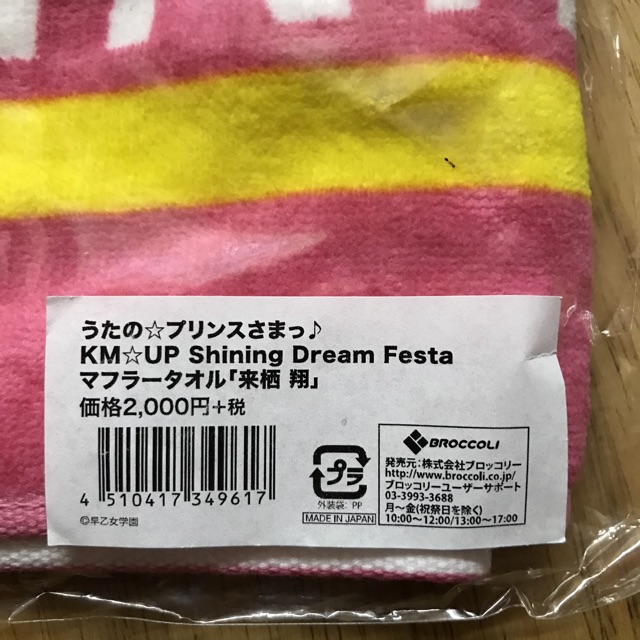 うたの☆プリンスさまっ♪
KM☆UP Shining Dream Festa
マフラータオル「来栖 翔」
価格2,000円+税
4 510417 349617
©早乙女学園
プラ
外装袋: PP
MADE IN JAPAN
BROCCOLI
発売元:株式会社ブロッコリー
http://www.broccoli.co.jp
ブロッコリーユーザーサポート
03-3993-3688
月〜金(祝祭日を除く)
10:00〜12:00/13:00〜17:00